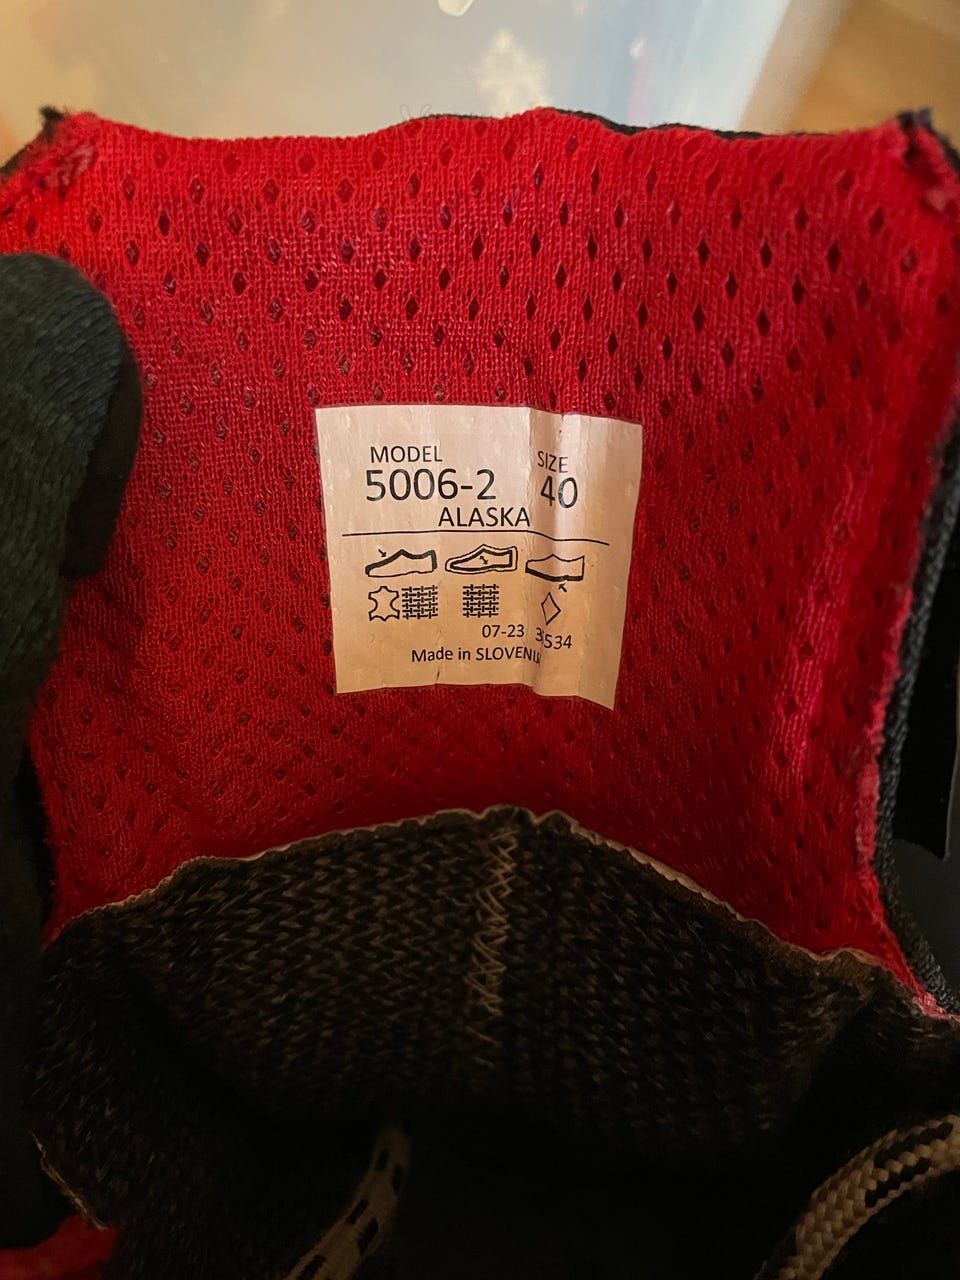 MODEL SIZE
5006-2 40
ALASKA
07-23
Made in